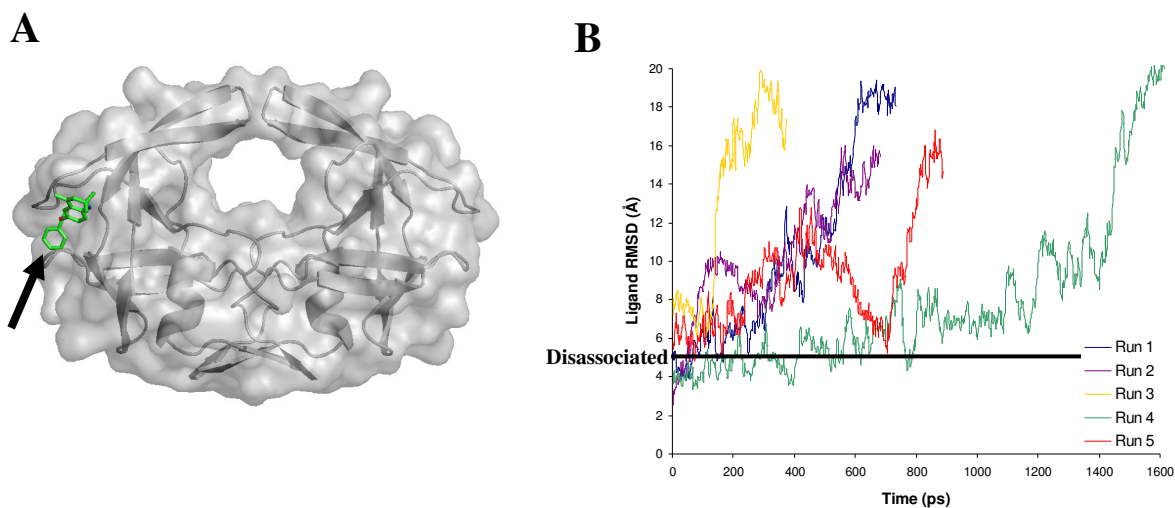 A
B
20
18
16
14
12
10
8
6
4
2
0
Ligand RMSD (Å)
Disassociated
Run 1
Run 2
Run 3
Run 4
Run 5
0 200 400 600 800 1000 1200 1400 1600
Time (ps)